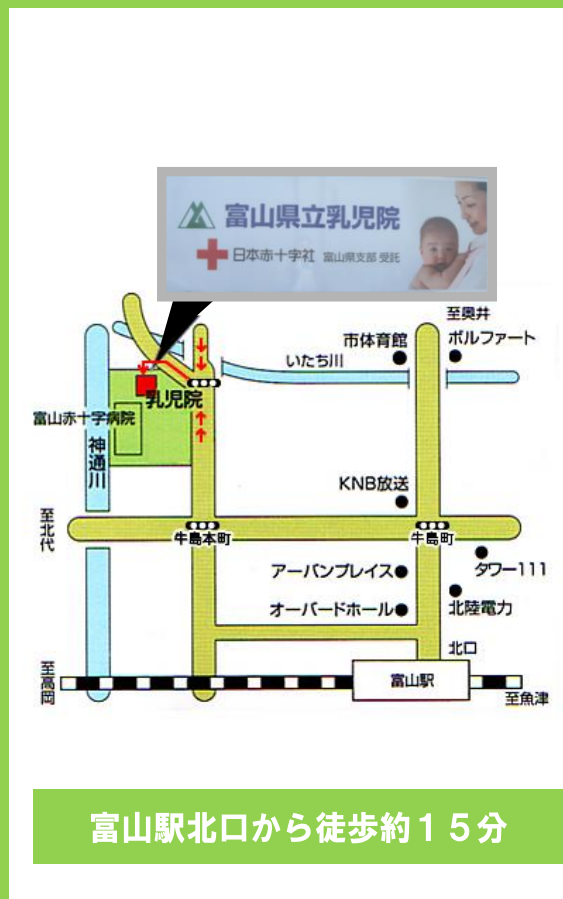 富山県立乳児院
日本赤十字社 富山県支部 受託
至奥井
市体育館
ボルファート
いたち川
乳児院
富山赤十字病院
神通川
KNB放送
至北代
牛島本町
牛島町
アーバンプレイス
タワー111
オーバードホール
北陸電力
北口
至高岡
富山駅
至魚津
富山駅北口から徒歩約１５分